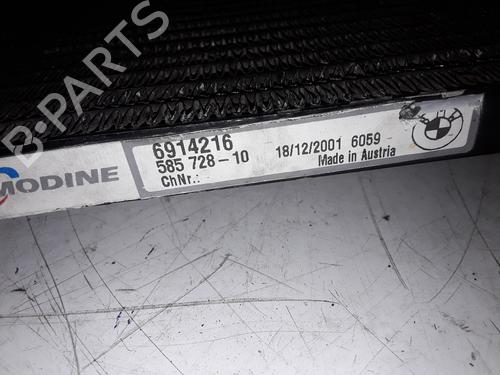 B-PARTS
MODINE
6914216
585 728-10
ChNr.:
18/12/2001 6059
Made in Austria